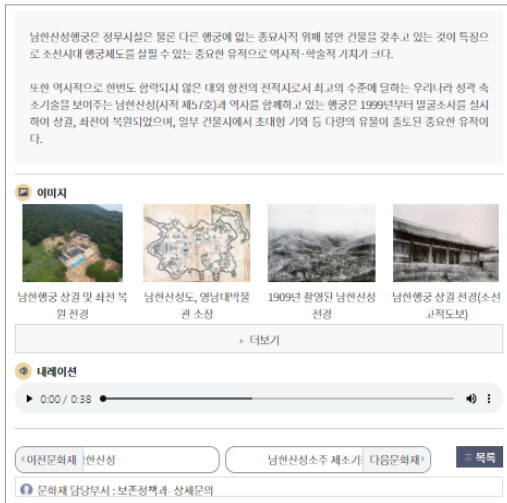 남한산성행궁은 정무시설은 물론 다른 행궁에 없는 종묘사직 위패 봉안 건물을 갖추고 있는 것이 특징으
로 조선시대 행궁제도를 살필 수 있는 중요한 유적으로 역사적·학술적 가치가 크다.
또한 역사적으로 한번도 함락되지 않은 대외 항전의 전적지로서 최고의 수준에 달하는 우리나라 성곽 축
조기술을 보여주는 남한산성(사적 제57호)과 역사를 함께하고 있는 행궁은 1999년부터 발굴조사를 실시
하여 상궐, 좌전이 복원되었으며, 일부 건물지에서 초대형 기와 등 다량의 유물이 출토된 중요한 유적이
다.
이미지
남한행궁 상궐 및 좌전 복
원 전경
남한산성도, 영남대박물
관 소장
1909년 촬영된 남한산성
전경
남한행궁 상궐 전경(조선
고적도보)
+ 더보기
내레이션
0:00 / 0:38
이전문화재 한산성
남한산성소주 제소기 다음문화재
목록
문화재 담당부서 : 보존정책과- 상세문의